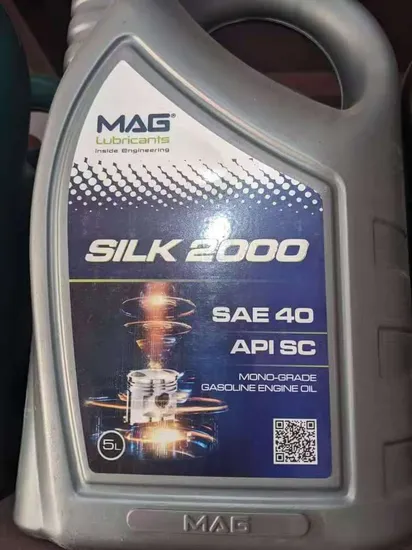 MAG®
Lubricants
Inside Engineering
SILK 2000
SAE 40
API SC
MONO-GRADE
GASOLINE ENGINE OIL
5L
MAG